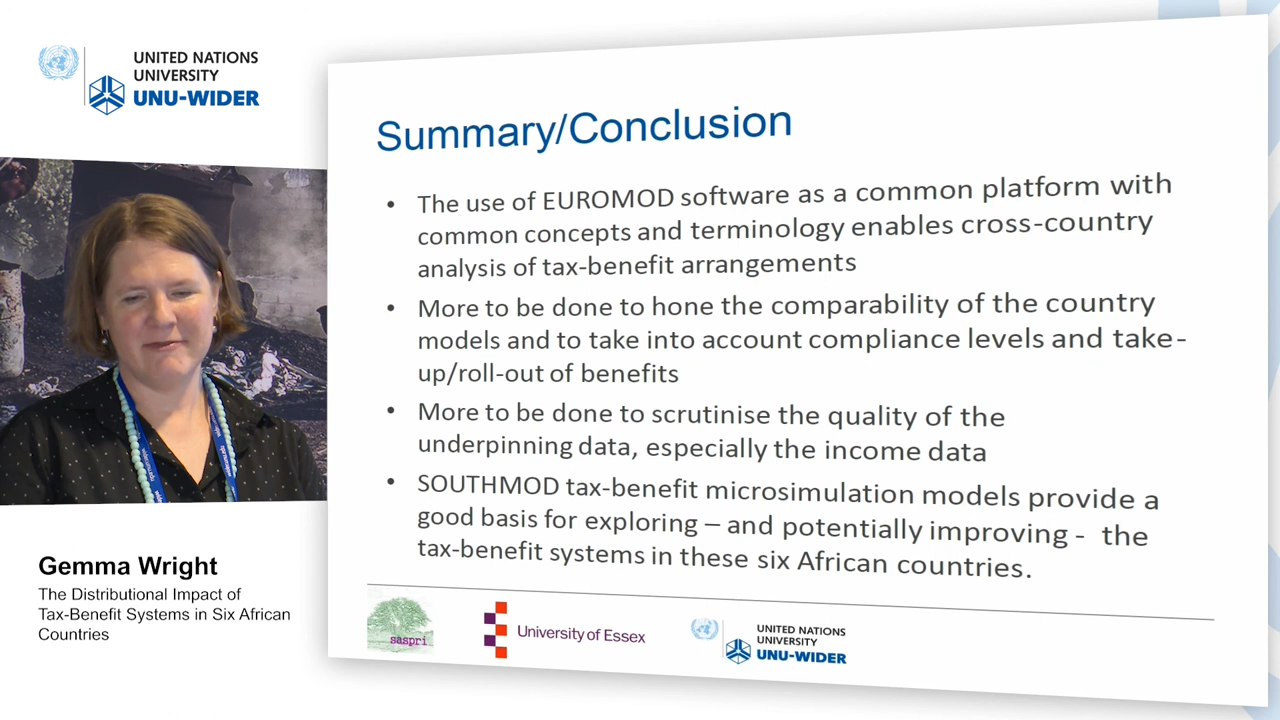 UNITED NATIONS
UNIVERSITY
UNU-WIDER
Gemma Wright
The Distributional Impact of
Tax-Benefit Systems in Six African
Countries
Summary/Conclusion
• The use of EUROMOD software as a common platform with
common concepts and terminology enables cross-country
analysis of tax-benefit arrangements
• More to be done to hone the comparability of the country
models and to take into account compliance levels and take-
up/roll-out of benefits
• More to be done to scrutinise the quality of the
underpinning data, especially the income data
• SOUTHMOD tax-benefit microsimulation models provide a
good basis for exploring – and potentially improving - the
tax-benefit systems in these six African countries.
saspri
University of Essex
UNITED NATIONS
UNIVERSITY
UNU-WIDER